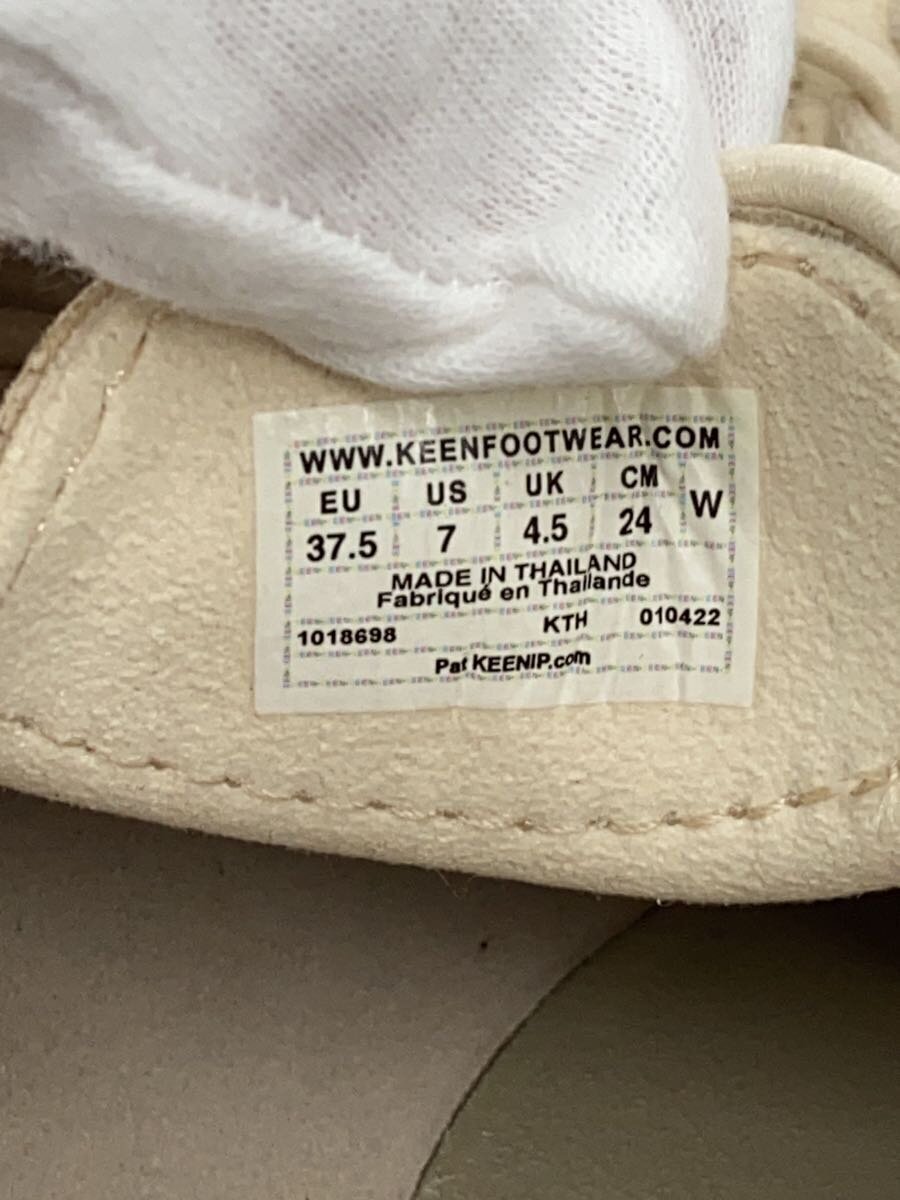 WWW.KEENFOOTWEAR.COM
EU US UK CM W
37.5 7 4.5 24
MADE IN THAILAND
Fabriqué en Thaïlande
1018698 KTH 010422
Pat KEENIP.com